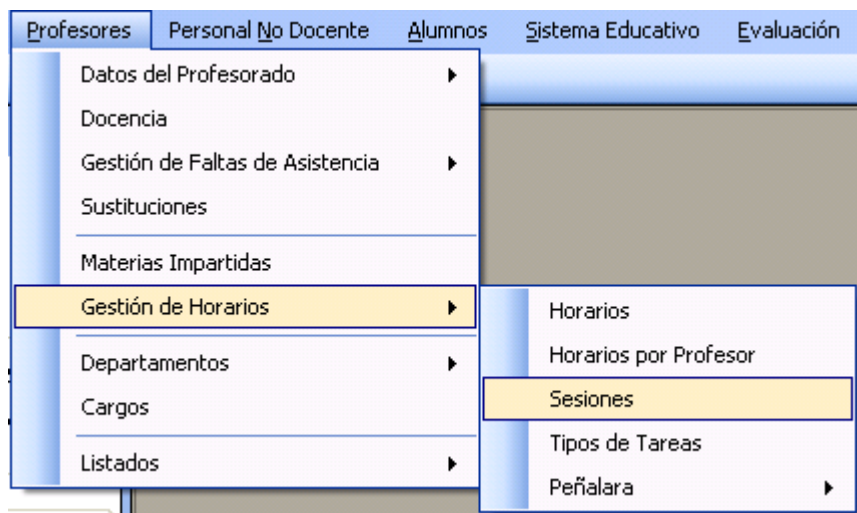 Profesores Personal No Docente Alumnos Sistema Educativo Evaluación
Datos del Profesorado
Docencia
Gestión de Faltas de Asistencia
Sustituciones
Materias Impartidas
Gestión de Horarios
Departamentos
Cargos
Listados
Horarios
Horarios por Profesor
Sesiones
Tipos de Tareas
Peñalara